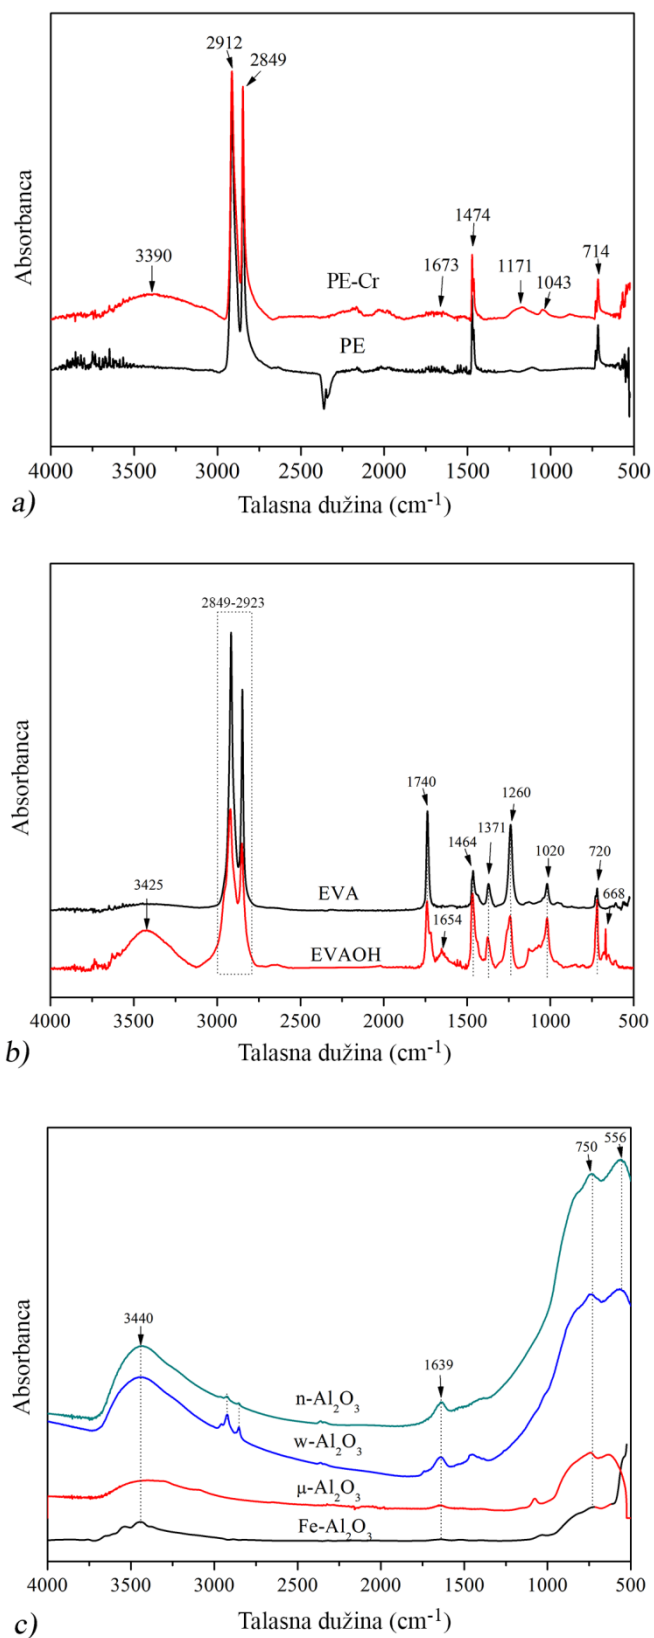 2912
2849
3390
1474
1673
1171
1043
714
PE-Cr
PE
Absorbanca
4000 3500 3000 2500 2000 1500 1000 500
Talasna dužina (cm⁻¹)
a)
2849-2923
1740
1260
1464
1371
1020
720
668
3425
1654
EVA
EVAOH
Absorbanca
4000 3500 3000 2500 2000 1500 1000 500
Talasna dužina (cm⁻¹)
b)
750
556
3440
1639
n-Al₂O₃
w-Al₂O₃
μ-Al₂O₃
Fe-Al₂O₃
Absorbanca
4000 3500 3000 2500 2000 1500 1000 500
Talasna dužina (cm⁻¹)
c)